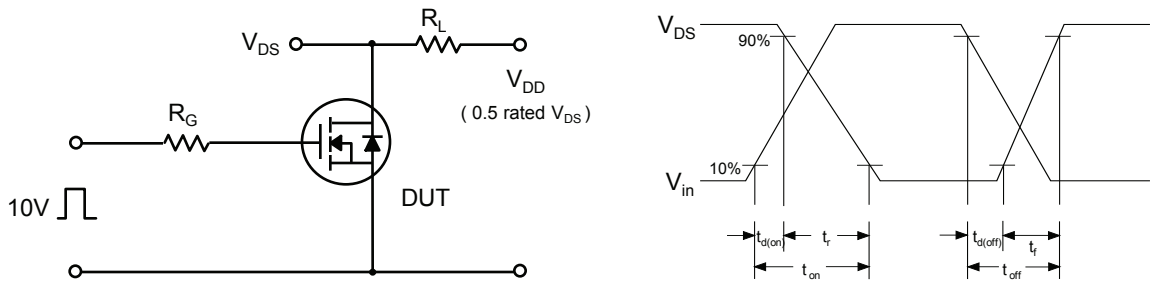 V_DS
R_L
V_DD
( 0.5 rated V_DS )
R_G
10V
DUT
V_DS
90%
10%
V_in
t_d(on)
t_r
t_on
t_d(off)
t_f
t_off